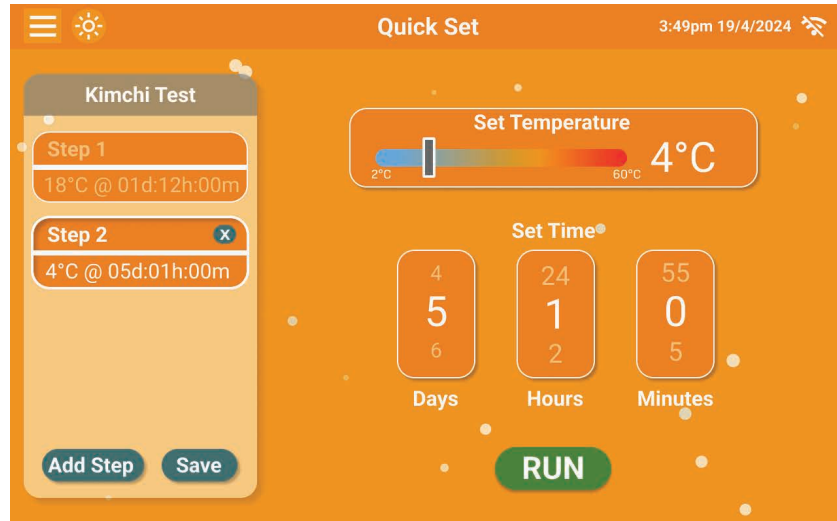 Quick Set
3:49pm 19/4/2024
Kimchi Test
Step 1
18°C @ 01d:12h:00m
Step 2 X
4°C @ 05d:01h:00m
Add Step Save
Set Temperature
2°C 60°C 4°C
Set Time
4 24 55
5 1 0
6 2 5
Days Hours Minutes
RUN